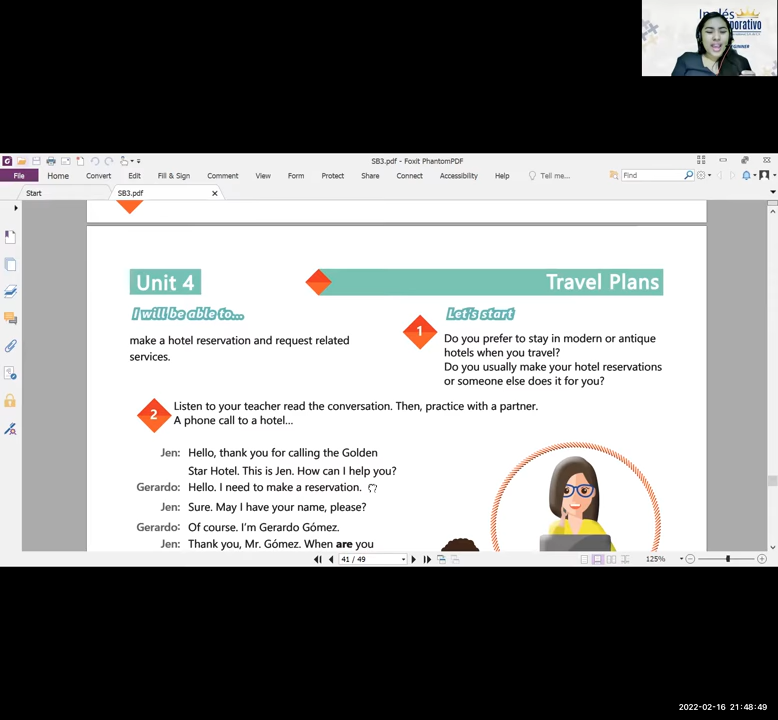 Inglés
SB3.pdf - Foxit PhantomPDF
File Home Convert Edit Fill & Sign Comment View Form Protect Share Connect Accessibility Help Tell me... Find
Start SB3.pdf
Unit 4
Travel Plans
I will be able to...
make a hotel reservation and request related
services.
Let's start
1
Do you prefer to stay in modern or antique
hotels when you travel?
Do you usually make your hotel reservations
or someone else does it for you?
2
Listen to your teacher read the conversation. Then, practice with a partner.
A phone call to a hotel...
Jen: Hello, thank you for calling the Golden
Star Hotel. This is Jen. How can I help you?
Gerardo: Hello. I need to make a reservation.
Jen: Sure. May I have your name, please?
Gerardo: Of course. I'm Gerardo Gómez.
Jen: Thank you, Mr. Gómez. When are you
41 / 49
125%
2022-02-16 21:48:49